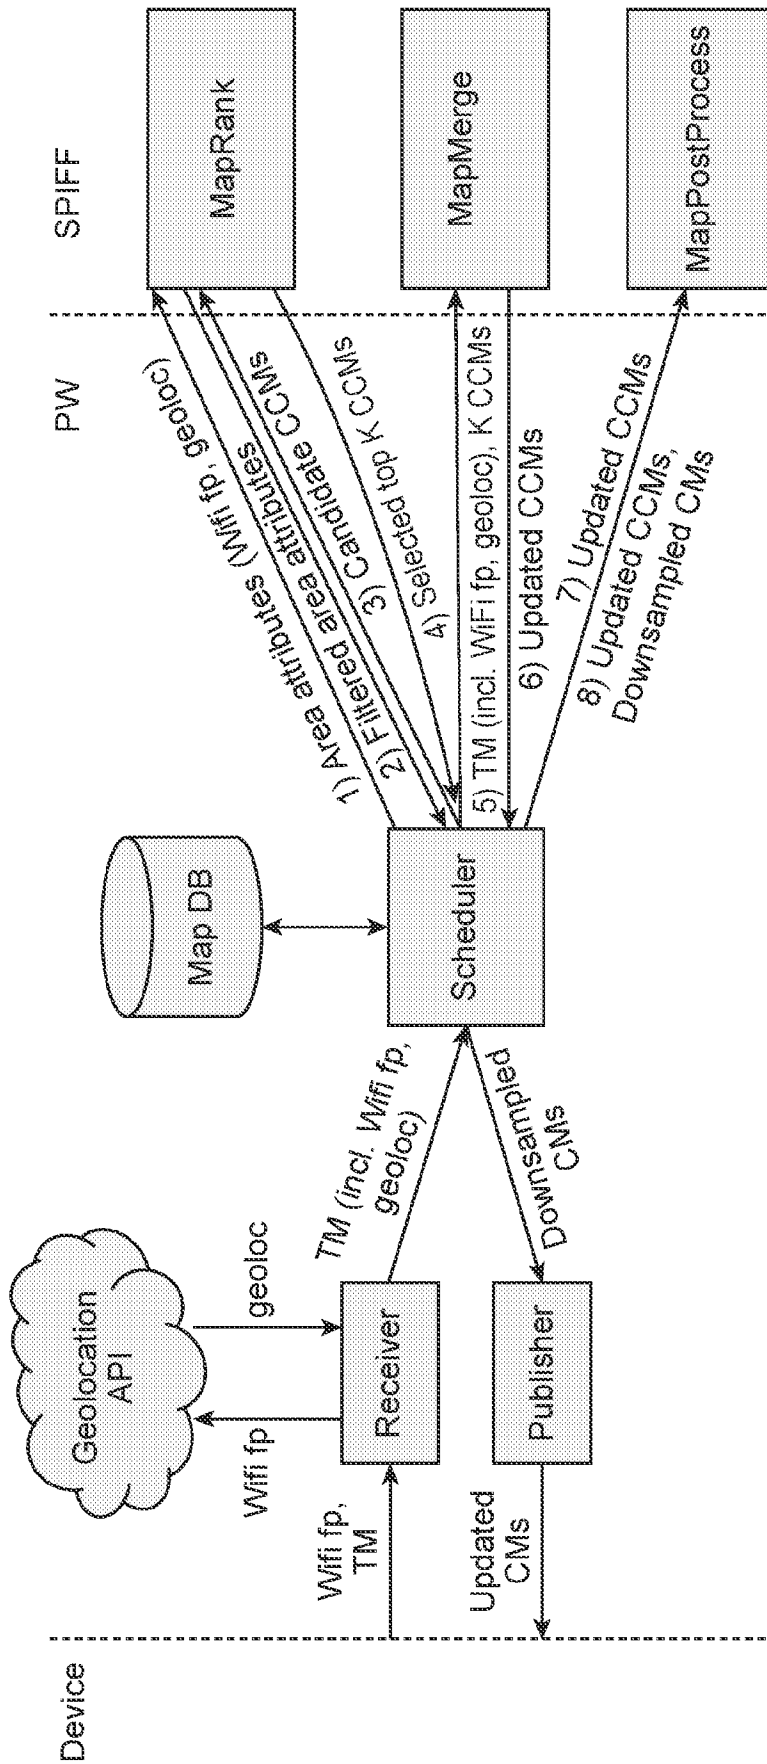 Device
PW
SPIFF
Geolocation
API
Wifi fp
geoloc
Wifi fp,
TM
Receiver
TM (incl. Wifi fp,
geoloc)
Updated
CMs
Publisher
Downsampled
CMs
Map DB
Scheduler
1) Area attributes (Wifi fp, geoloc)
2) Filtered area attributes
3) Candidate CCMs
4) Selected top K CCMs
5) TM (incl. WiFi fp, geoloc), K CCMs
6) Updated CCMs
7) Updated CCMs
8) Updated CCMs,
Downsampled CMs
MapRank
MapMerge
MapPostProcess